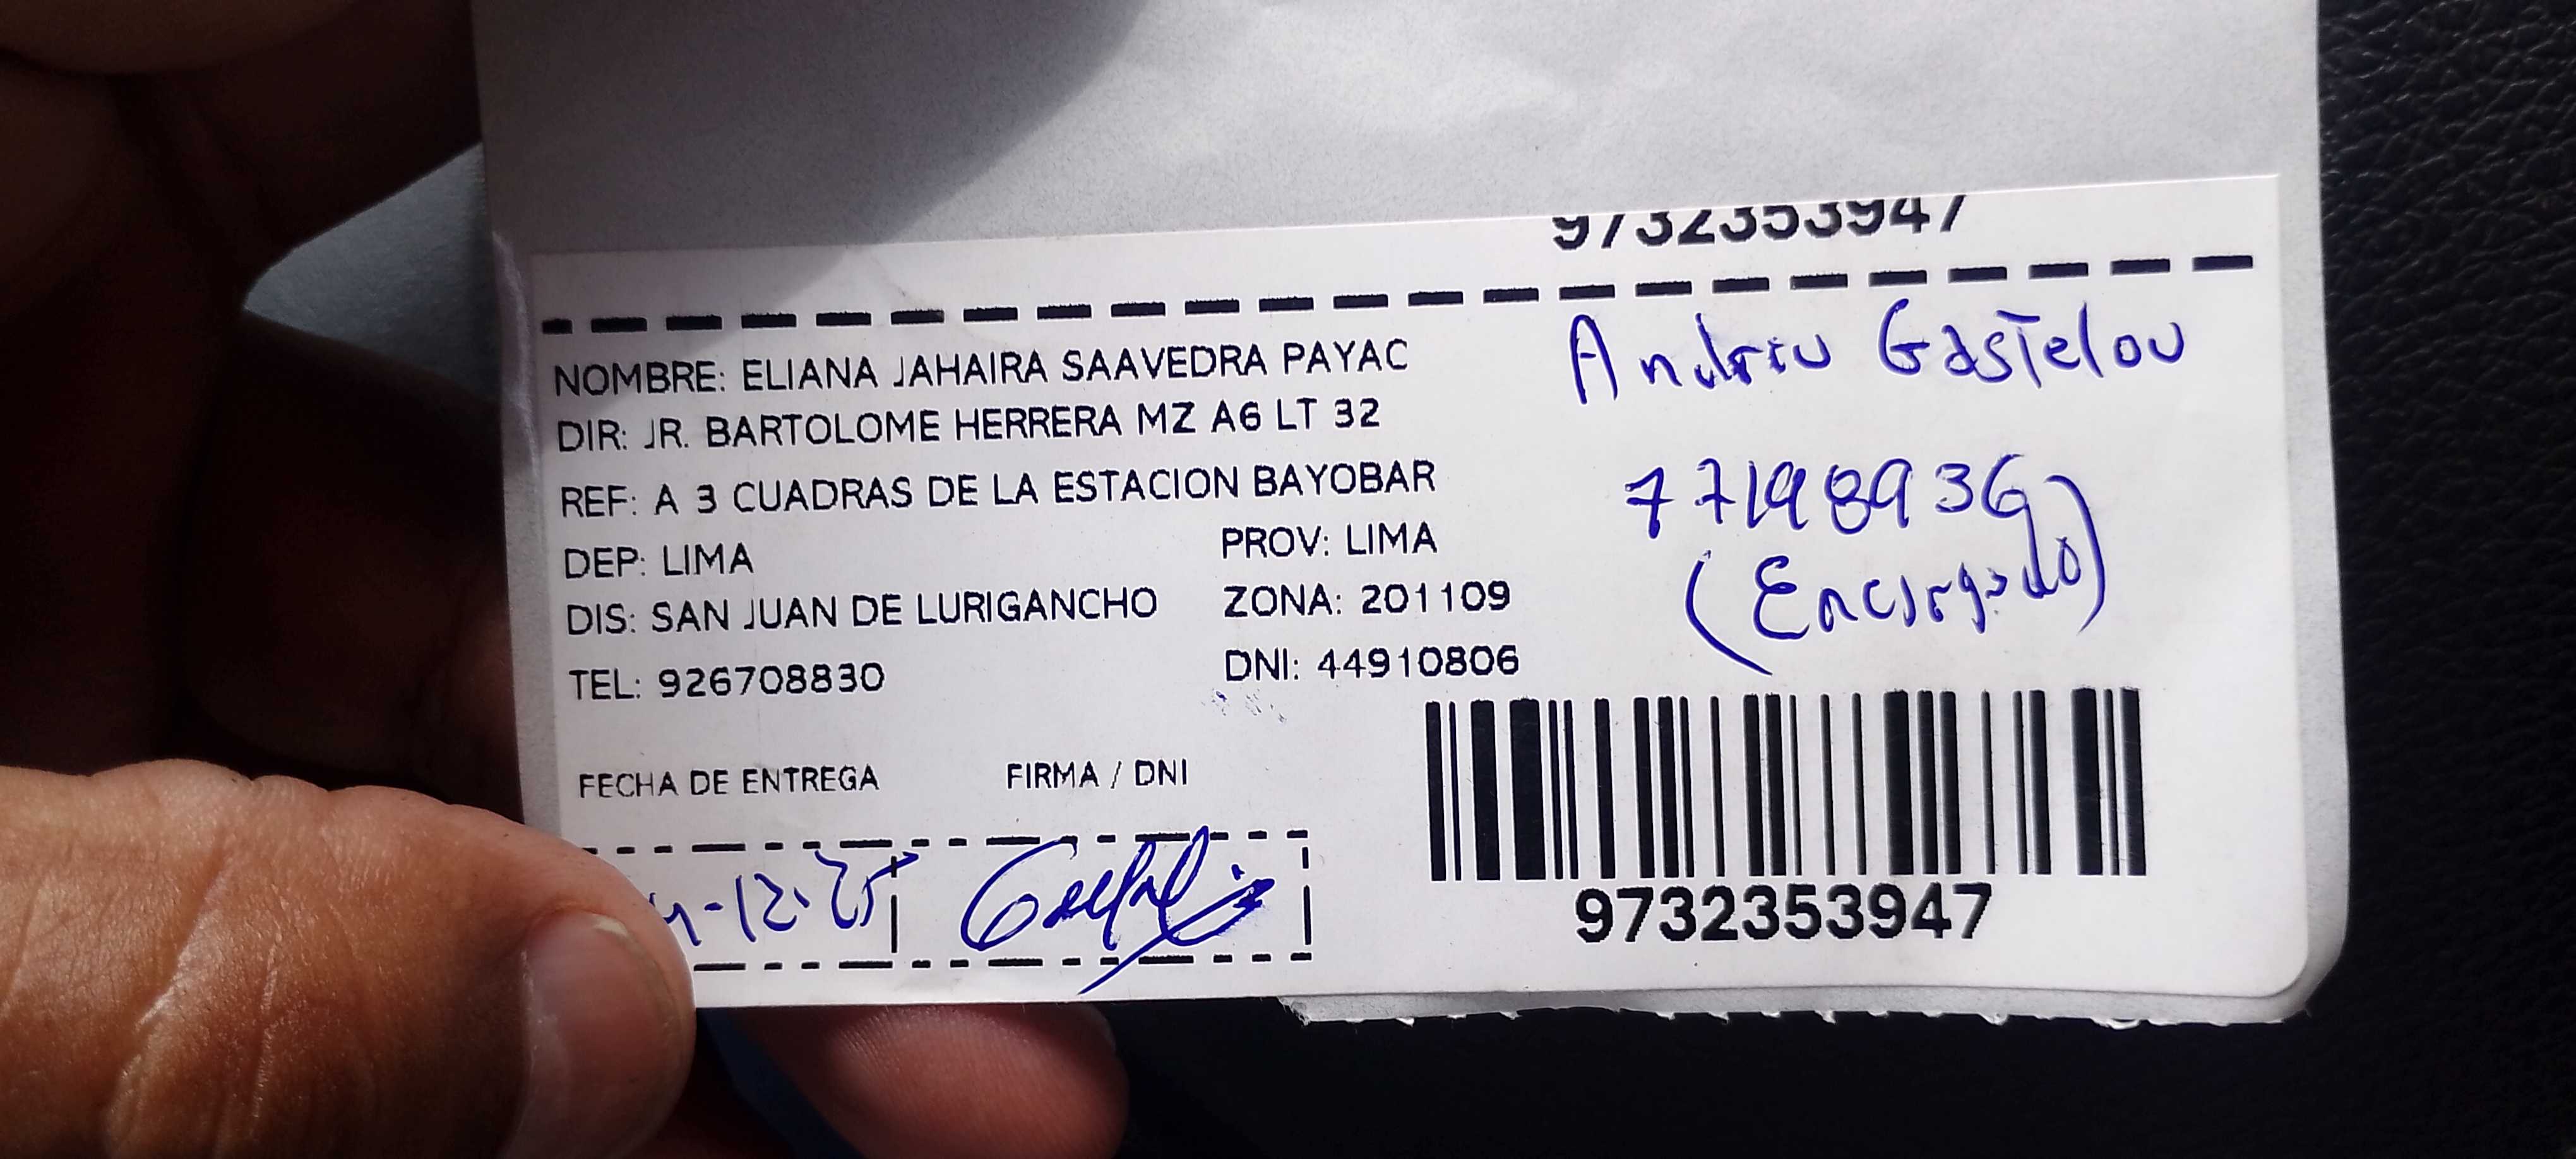 9732353947
NOMBRE: ELIANA JAHAIRA SAAVEDRA PAYAC
DIR: JR. BARTOLOME HERRERA MZ A6 LT 32
REF: A 3 CUADRAS DE LA ESTACION BAYOBAR
DEP: LIMA PROV: LIMA
DIS: SAN JUAN DE LURIGANCHO ZONA: 201109
TEL: 926708830 DNI: 44910806
FECHA DE ENTREGA FIRMA / DNI
-12-25
Gastelou
77198936
(Encargado)
9732353947